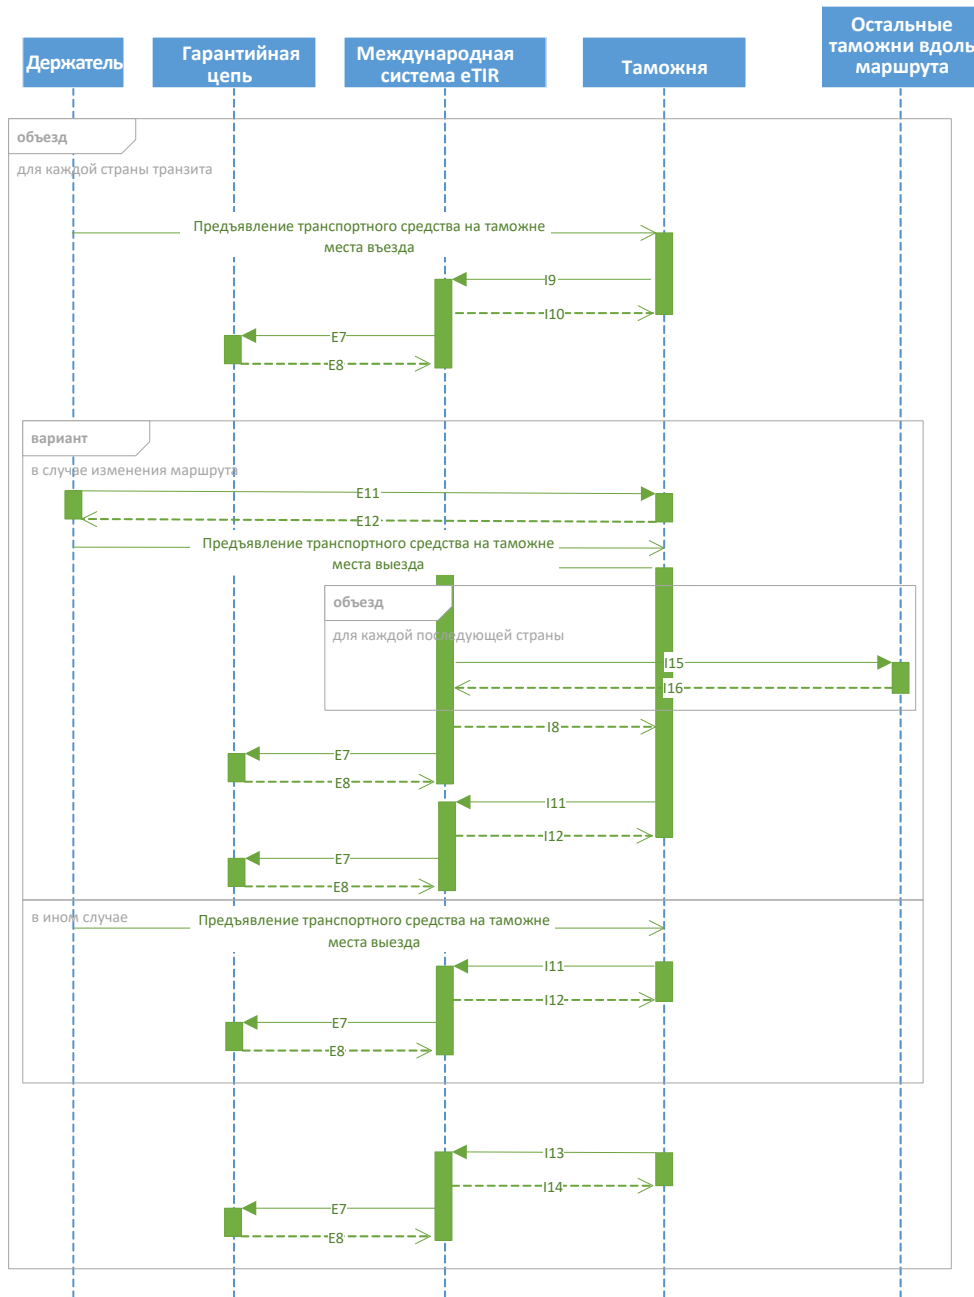 Держатель
Гарантийная
цепь
Международная
система eTIR
Таможня
Остальные
таможни вдоль
маршрута
объезд
для каждой страны транзита
Предъявление транспортного средства на таможне
места въезда
I9
I10
E7
E8
вариант
в случае изменения маршрута
E11
E12
Предъявление транспортного средства на таможне
места выезда
объезд
для каждой последующей страны
I15
I16
I8
E7
E8
I11
I12
E7
E8
в ином случае
Предъявление транспортного средства на таможне
места выезда
I11
I12
E7
E8
I13
I14
E7
E8